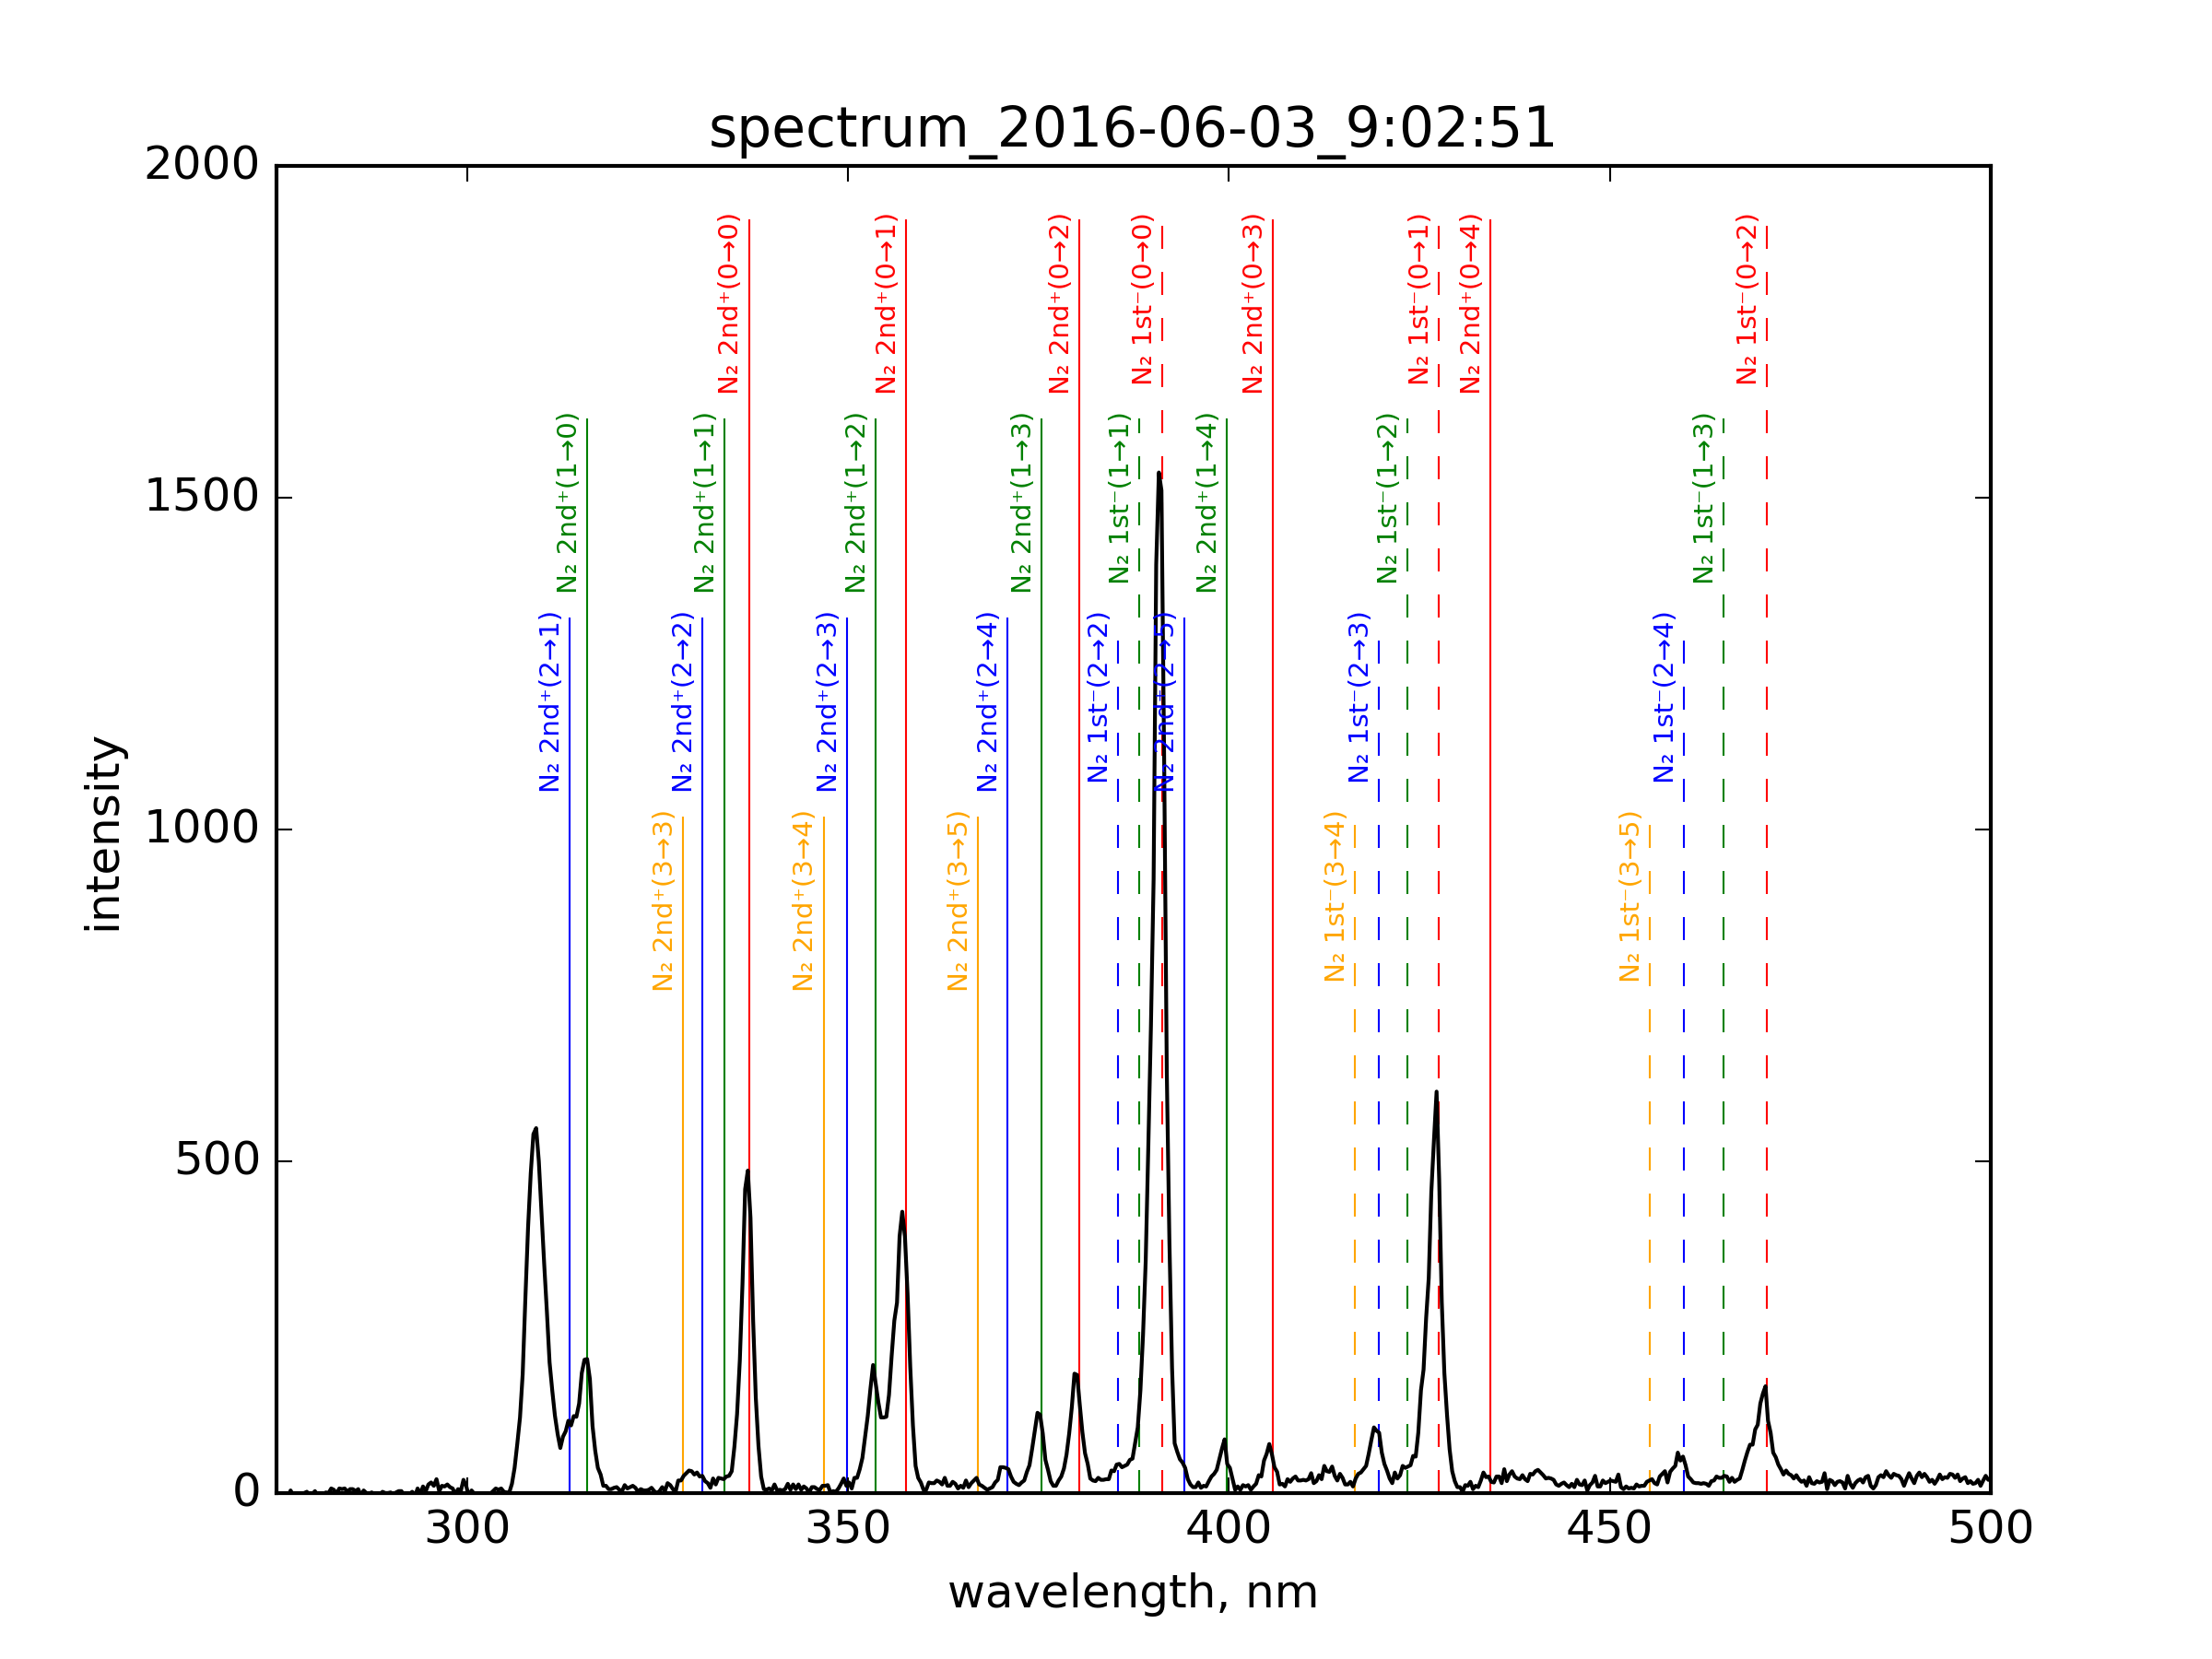 spectrum_2016-06-03_9:02:51
2000
1500
1000
500
0
intensity
N₂ 2nd⁺(0→0)
N₂ 2nd⁺(0→1)
N₂ 2nd⁺(0→2)
N₂ 1st⁻(0→0)
N₂ 2nd⁺(0→3)
N₂ 1st⁻(0→1)
N₂ 2nd⁺(0→4)
N₂ 1st⁻(0→2)
N₂ 2nd⁺(1→0)
N₂ 2nd⁺(1→1)
N₂ 2nd⁺(1→2)
N₂ 2nd⁺(1→3)
N₂ 1st⁻(1→1)
N₂ 2nd⁺(1→4)
N₂ 1st⁻(1→2)
N₂ 1st⁻(1→3)
N₂ 2nd⁺(2→1)
N₂ 2nd⁺(2→2)
N₂ 2nd⁺(2→3)
N₂ 2nd⁺(2→4)
N₂ 1st⁻(2→2)
N₂ 2nd⁺(2→5)
N₂ 1st⁻(2→3)
N₂ 1st⁻(2→4)
N₂ 2nd⁺(3→3)
N₂ 2nd⁺(3→4)
N₂ 2nd⁺(3→5)
N₂ 1st⁻(3→4)
N₂ 1st⁻(3→5)
300 350 400 450 500
wavelength, nm